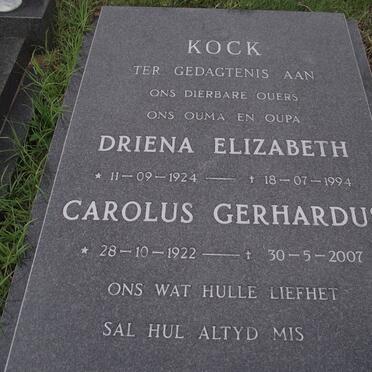 KOCK
TER GEDAGTENIS AAN
ONS DIERBARE OUERS
ONS OUMA EN OUPA
DRIENA ELIZABETH
* 11-09-1924 — † 18-07-1994
CAROLUS GERHARDUS
* 28-10-1922 — † 30-5-2007
ONS WAT HULLE LIEFHET
SAL HUL ALTYD MIS